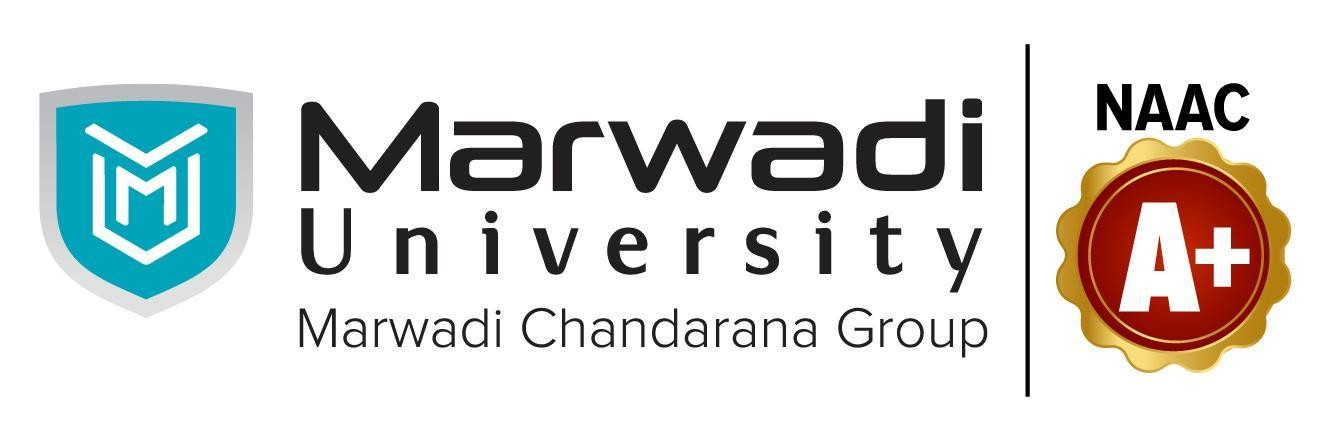 Marwadi
University
Marwadi Chandarana Group
NAAC
A+